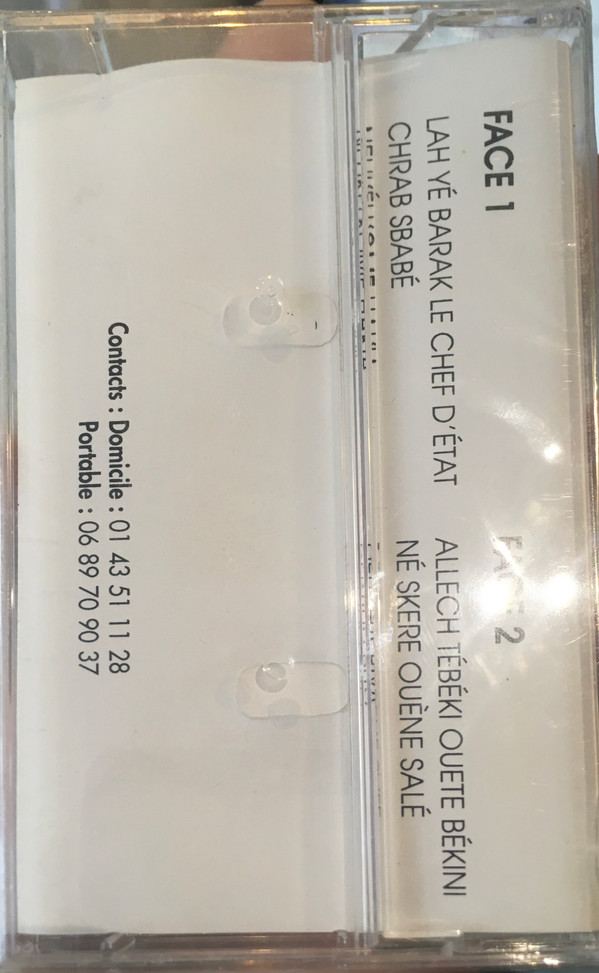 FACE 1
LAH YÉ BARAK LE CHEF D'ÉTAT
CHRAB SBABÉ
FACE 2
ALLECH TÉBÉKI OUETE BÉKINI
NÉ SKERE OUÈNE SALÉ
Contacts : Domicile : 01 43 51 11 28
Portable : 06 89 70 90 37